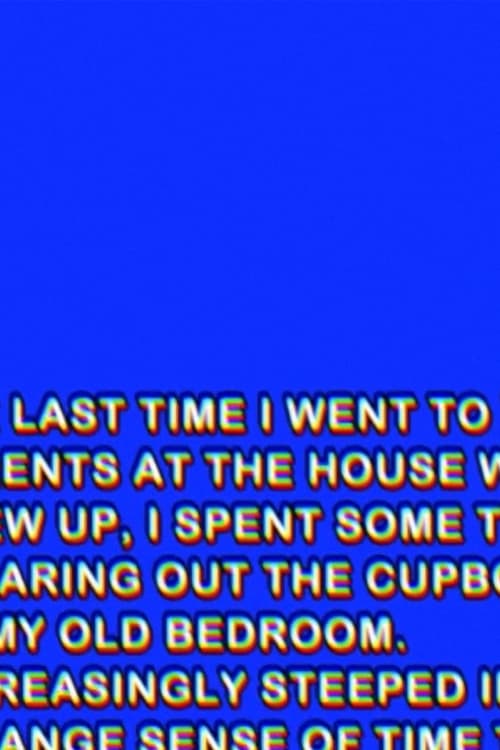 LAST TIME I WENT TO
ENTS AT THE HOUSE W
EW UP, I SPENT SOME T
ARING OUT THE CUPBO
MY OLD BEDROOM.
REASINGLY STEEPED I
ANGE SENSE OF TIME